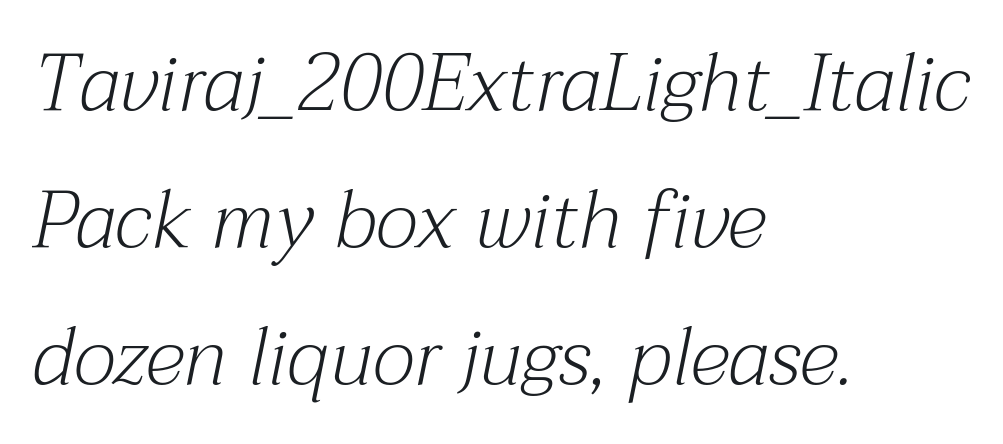 Taviraj_200ExtraLight_Italic
Pack my box with five
dozen liquor jugs, please.